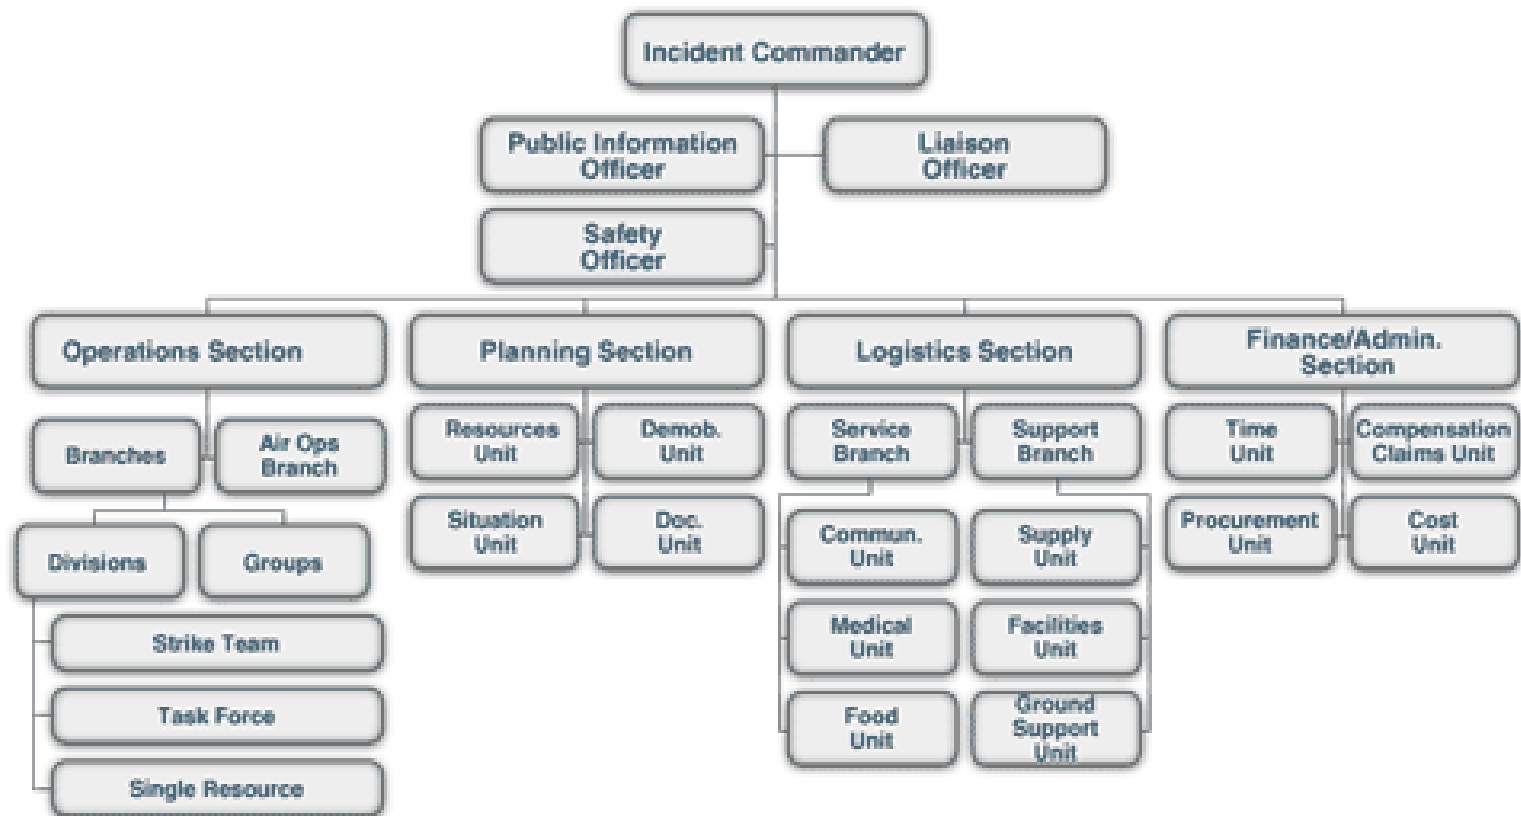 Incident Commander
Public Information
Officer
Liaison
Officer
Safety
Officer
Operations Section
Planning Section
Logistics Section
Finance/Admin.
Section
Branches
Air Ops
Branch
Resources
Unit
Demob.
Unit
Service
Branch
Support
Branch
Time
Unit
Compensation
Claims Unit
Divisions
Groups
Situation
Unit
Doc.
Unit
Commun.
Unit
Supply
Unit
Procurement
Unit
Cost
Unit
Strike Team
Medical
Unit
Facilities
Unit
Task Force
Food
Unit
Ground
Support
Unit
Single Resource